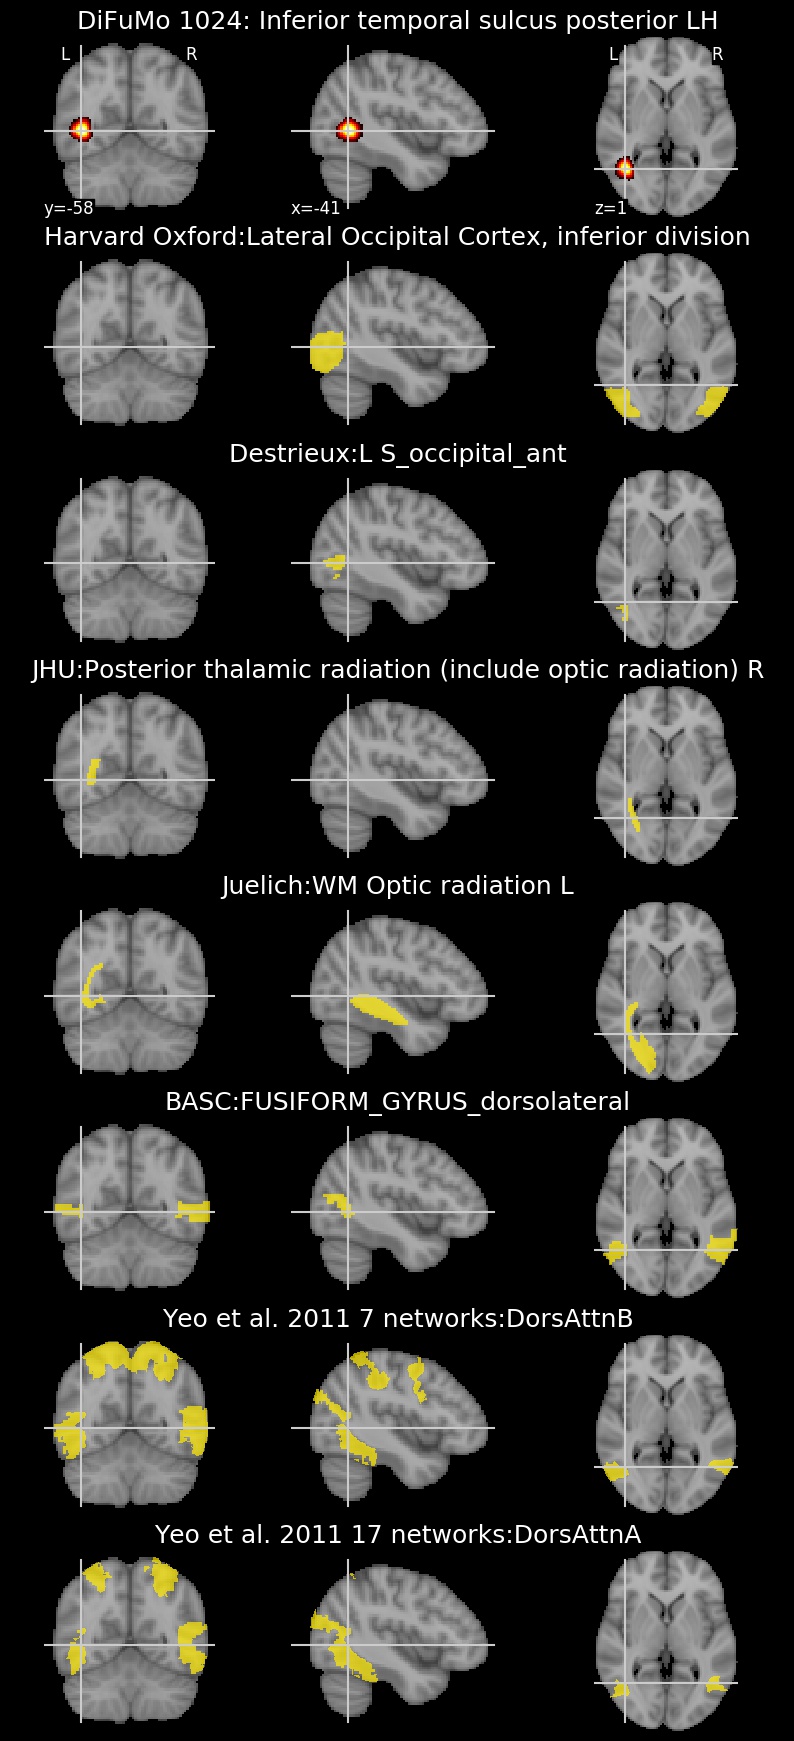 DiFuMo 1024: Inferior temporal sulcus posterior LH
L R L R
y=-58 x=-41 z=1
Harvard Oxford:Lateral Occipital Cortex, inferior division
Destrieux:L S_occipital_ant
JHU:Posterior thalamic radiation (include optic radiation) R
Juelich:WM Optic radiation L
BASC:FUSIFORM_GYRUS_dorsolateral
Yeo et al. 2011 7 networks:DorsAttnB
Yeo et al. 2011 17 networks:DorsAttnA